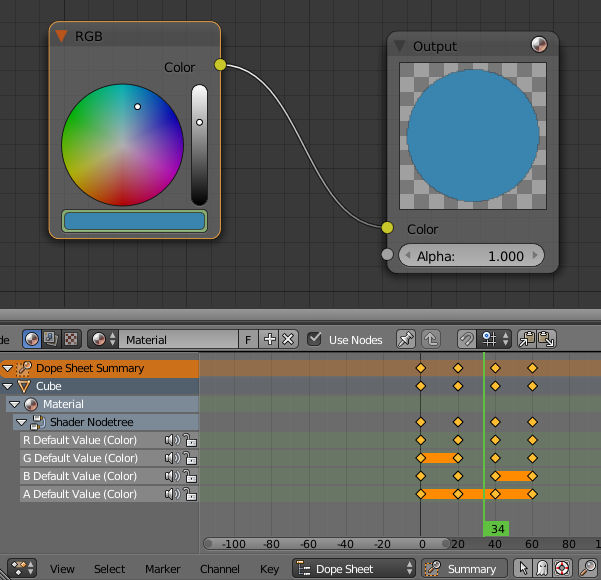 RGB
Color
Output
Color
Alpha: 1.000
de Material F Use Nodes
Dope Sheet Summary
Cube
Material
Shader Nodetree
R Default Value (Color)
G Default Value (Color)
B Default Value (Color)
A Default Value (Color)
34
-100 -80 -60 -40 -20 0 20 40 60 80
View Select Marker Channel Key Dope Sheet Summary